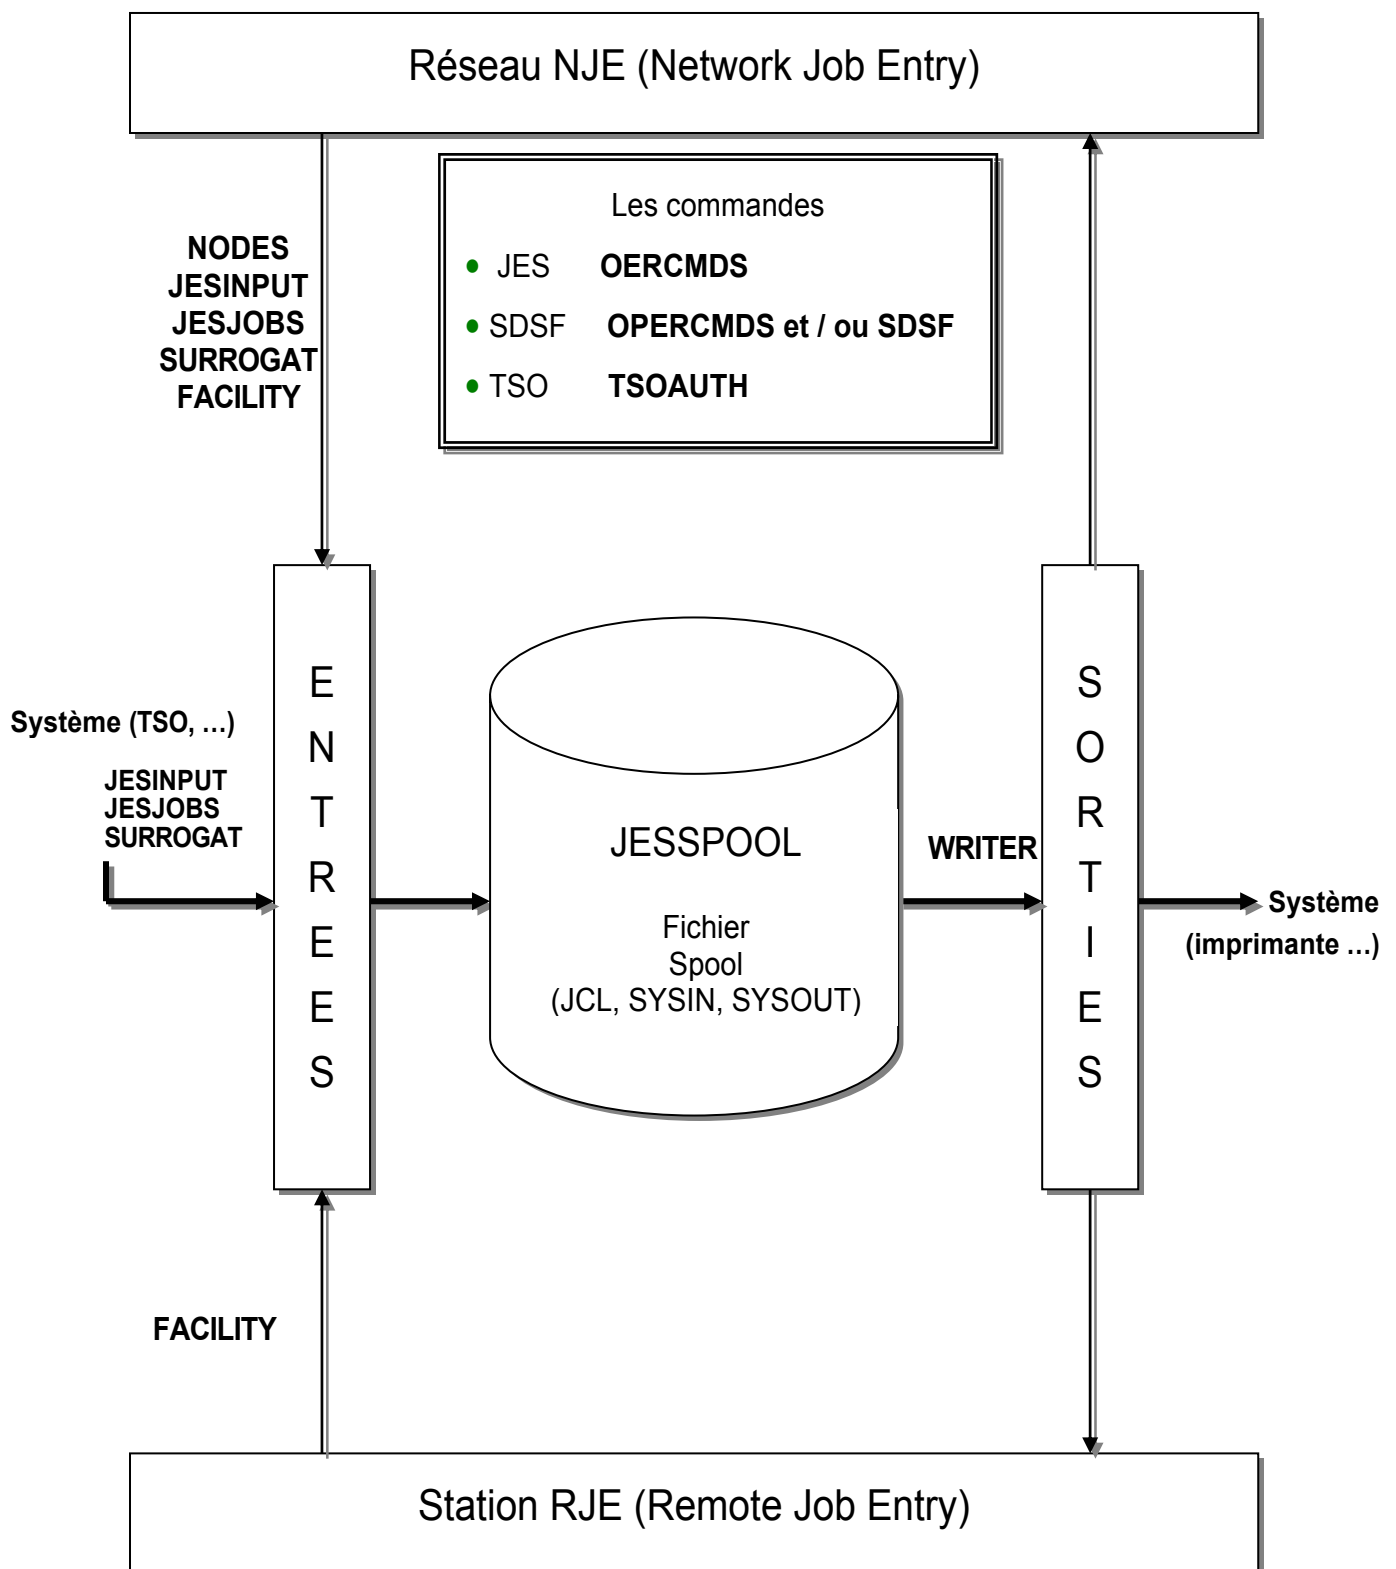 Réseau NJE (Network Job Entry)
Les commandes
• JES OERCMDS
• SDSF OPERCMDS et / ou SDSF
• TSO TSOAUTH
NODES
JESINPUT
JESJOBS
SURROGAT
FACILITY
Système (TSO, …)
JESINPUT
JESJOBS
SURROGAT
E
N
T
R
E
E
S
JESSPOOL
Fichier
Spool
(JCL, SYSIN, SYSOUT)
WRITER
S
O
R
T
I
E
S
Système
(imprimante …)
FACILITY
Station RJE (Remote Job Entry)